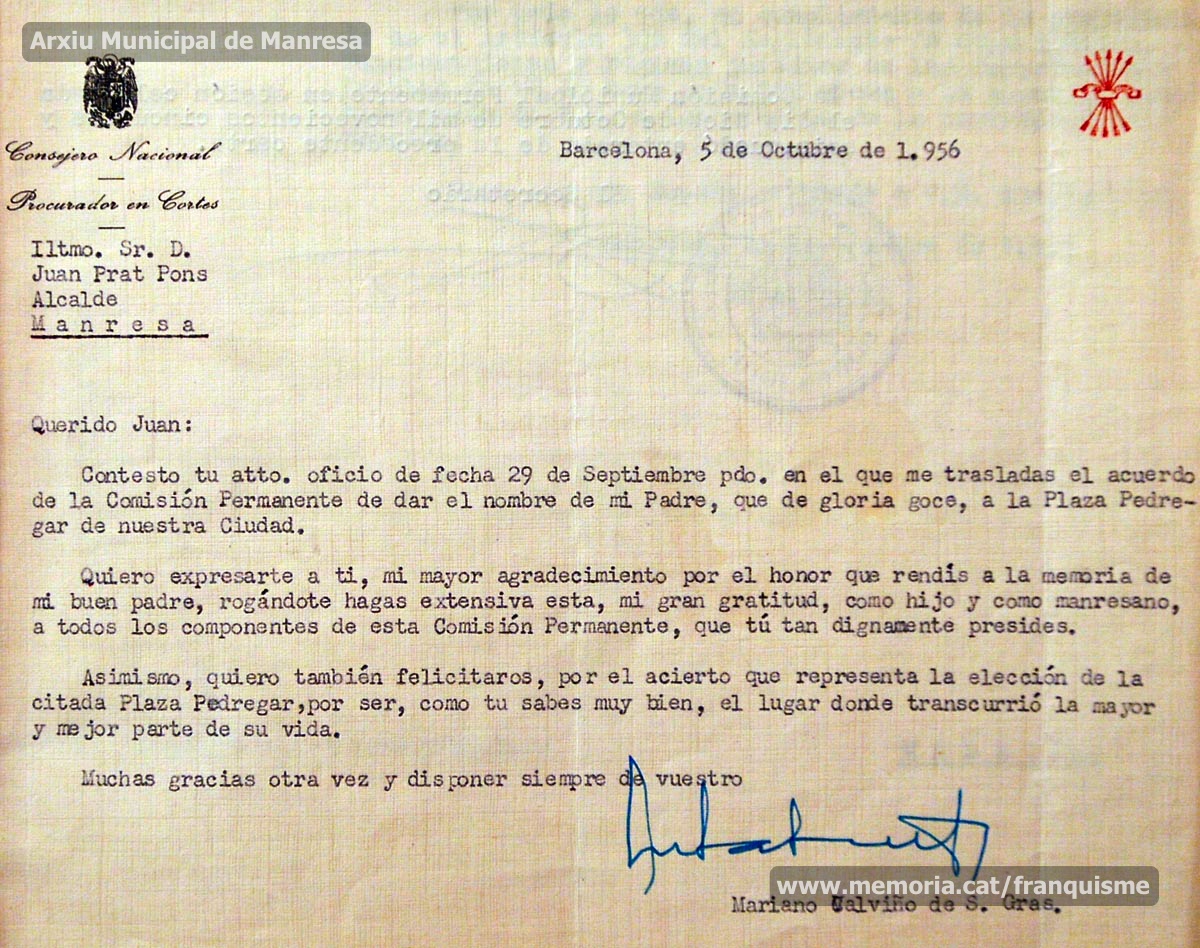 Arxiu Municipal de Manresa
Consejero Nacional
Procurador en Cortes
Barcelona, 5 de Octubre de 1.956
Iltmo. Sr. D.
Juan Prat Pons
Alcalde
Manresa
Querido Juan:
Contesto tu atto. oficio de fecha 29 de Septiembre pdo. en el que me trasladas el acuerdo
de la Comisión Permanente de dar el nombre de mi Padre, que de gloria goce, a la Plaza Pedre-
gar de nuestra Ciudad.
Quiero expresarte a ti, mi mayor agradecimiento por el honor que rendís a la memoria de
mi buen padre, rogándote hagas extensiva esta, mi gran gratitud, como hijo y como manresano,
a todos los componentes de esta Comisión Permanente, que tú tan dignamente presides.
Asimismo, quiero también felicitaros, por el acierto que representa la elección de la
citada Plaza Pedregar,por ser, como tu sabes muy bien, el lugar donde transcurrió la mayor
y mejor parte de su vida.
Muchas gracias otra vez y disponer siempre de vuestro
www.memoria.cat/franquisme
Mariano Calviño de S. Gras.